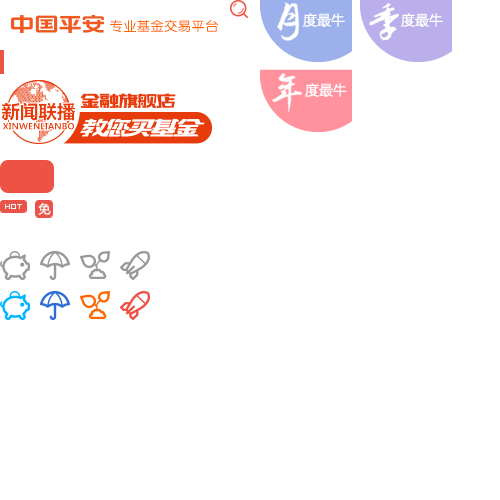 中国平安 专业基金交易平台
月度最牛
季度最牛
年度最牛
新闻联播
XINWENLIANBO
金融旗舰店
教您买基金
HOT
免